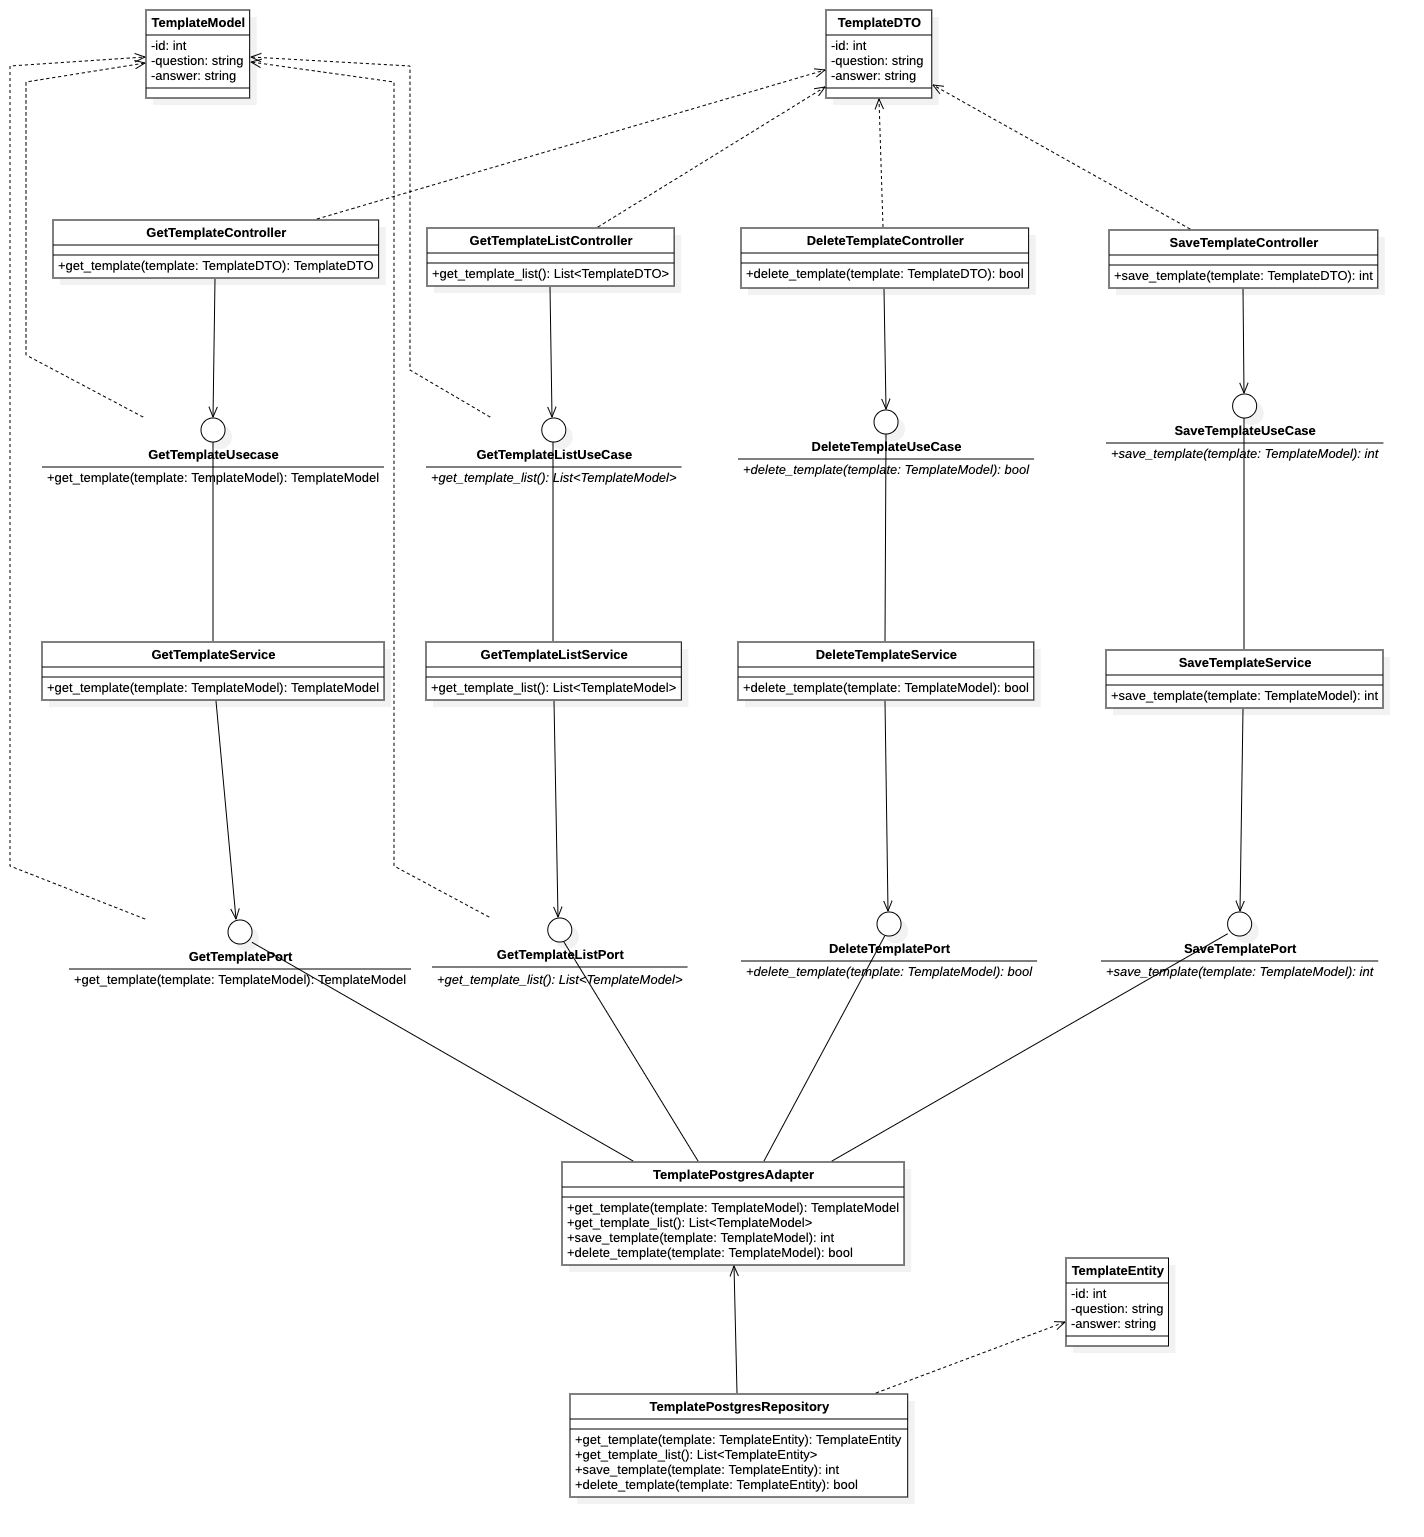 TemplateModel
-id: int
-question: string
-answer: string
TemplateDTO
-id: int
-question: string
-answer: string
GetTemplateController
+get_template(template: TemplateDTO): TemplateDTO
GetTemplateListController
+get_template_list(): List<TemplateDTO>
DeleteTemplateController
+delete_template(template: TemplateDTO): bool
SaveTemplateController
+save_template(template: TemplateDTO): int
GetTemplateUsecase
+get_template(template: TemplateModel): TemplateModel
GetTemplateListUseCase
+get_template_list(): List<TemplateModel>
DeleteTemplateUseCase
+delete_template(template: TemplateModel): bool
SaveTemplateUseCase
+save_template(template: TemplateModel): int
GetTemplateService
+get_template(template: TemplateModel): TemplateModel
GetTemplateListService
+get_template_list(): List<TemplateModel>
DeleteTemplateService
+delete_template(template: TemplateModel): bool
SaveTemplateService
+save_template(template: TemplateModel): int
GetTemplatePort
+get_template(template: TemplateModel): TemplateModel
GetTemplateListPort
+get_template_list(): List<TemplateModel>
DeleteTemplatePort
+delete_template(template: TemplateModel): bool
SaveTemplatePort
+save_template(template: TemplateModel): int
TemplatePostgresAdapter
+get_template(template: TemplateModel): TemplateModel
+get_template_list(): List<TemplateModel>
+save_template(template: TemplateModel): int
+delete_template(template: TemplateModel): bool
TemplateEntity
-id: int
-question: string
-answer: string
TemplatePostgresRepository
+get_template(template: TemplateEntity): TemplateEntity
+get_template_list(): List<TemplateEntity>
+save_template(template: TemplateEntity): int
+delete_template(template: TemplateEntity): bool